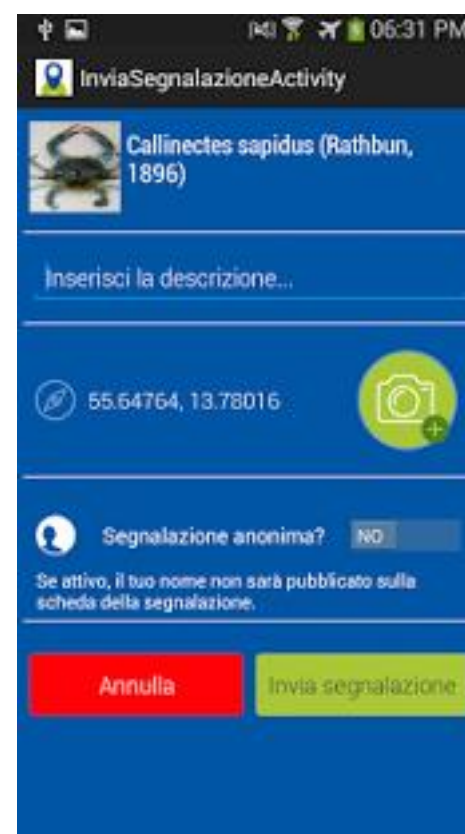 06:31 PM
InviaSegnalazioneActivity
Callinectes sapidus (Rathbun,
1896)
Inserisci la descrizione...
55.64764, 13.78016
Segnalazione anonima? NO
Se attivo, il tuo nome non sarà pubblicato sulla
scheda della segnalazione.
Annulla Invia segnalazione